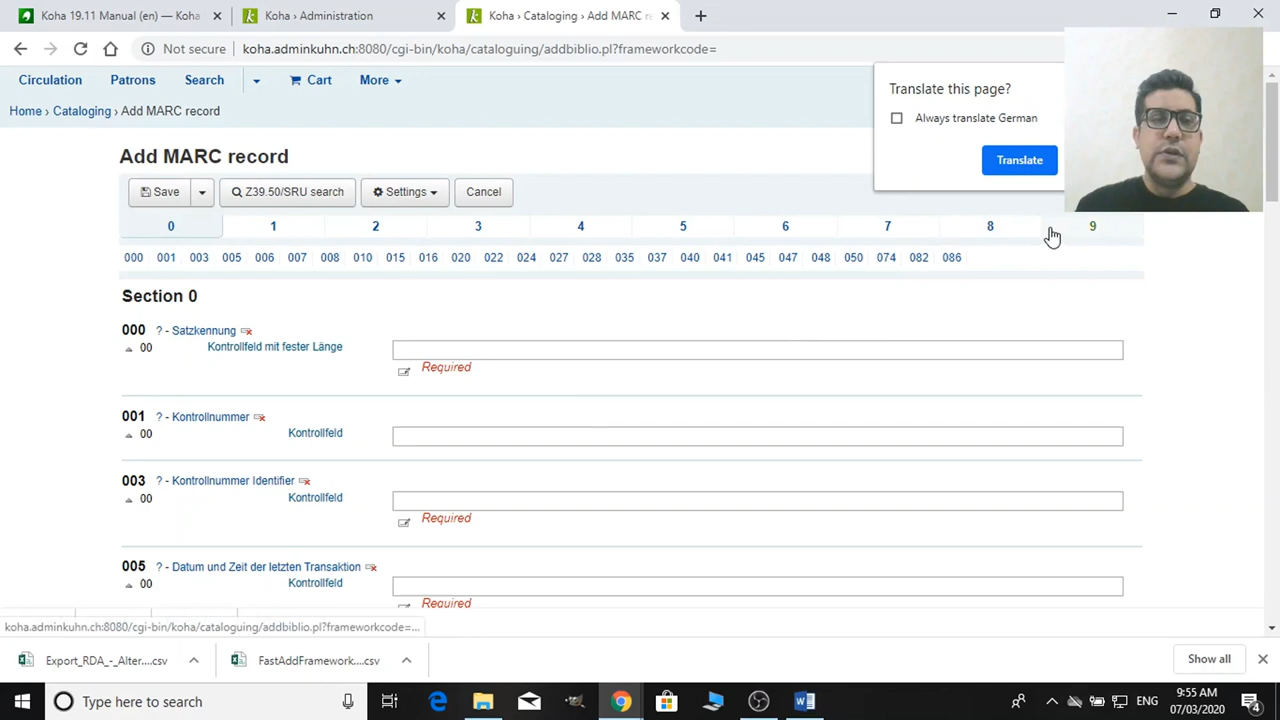 Koha 19.11 Manual (en) — Koha
Koha › Administration
Koha › Cataloging › Add MARC re
Not secure
koha.adminkuhn.ch:8080/cgi-bin/koha/cataloguing/addbiblio.pl?frameworkcode=
Circulation Patrons Search Cart More
Home › Cataloging › Add MARC record
Translate this page?
Always translate German
Translate
Add MARC record
Save Z39.50/SRU search Settings Cancel
0 1 2 3 4 5 6 7 8 9
000 001 003 005 006 007 008 010 015 016 020 022 024 027 028 035 037 040 041 045 047 048 050 074 082 086
Section 0
000 ? - Satzkennung
00 Kontrollfeld mit fester Länge
Required
001 ? - Kontrollnummer
00 Kontrollfeld
003 ? - Kontrollnummer Identifier
00 Kontrollfeld
Required
005 ? - Datum und Zeit der letzten Transaktion
00 Kontrollfeld
Required
koha.adminkuhn.ch:8080/cgi-bin/koha/cataloguing/addbiblio.pl?frameworkcode=...
Export_RDA_-_Alter....csv
FastAddFramework....csv
Show all
Type here to search
ENG
9:55 AM
07/03/2020
4